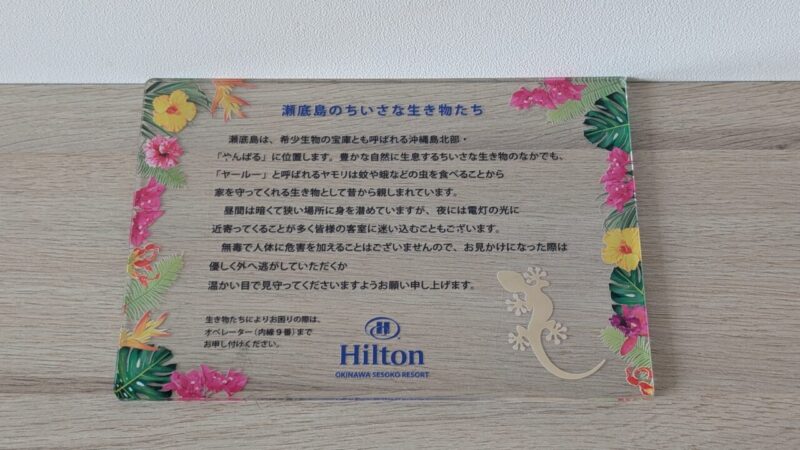 瀬底島のちいさな生き物たち
瀬底島は、希少生物の宝庫とも呼ばれる沖縄島北部・
「やんばる」に位置します。豊かな自然に生息するちいさな生き物のなかでも、
「ヤールー」と呼ばれるヤモリは蚊や蛾などの虫を食べることから
家を守ってくれる生き物として昔から親しまれています。
昼間は暗くて狭い場所に身を潜めていますが、夜には電灯の光に
近寄ってくることが多く皆様の客室に迷い込むこともございます。
無毒で人体に危害を加えることはございませんので、お見かけになった際は
優しく外へ逃がしていただくか
温かい目で見守ってくださいますようお願い申し上げます。
生き物たちによりお困りの際は、
オペレーター（内線９番）まで
お申し付けください。
H
Hilton
OKINAWA SESOKO RESORT